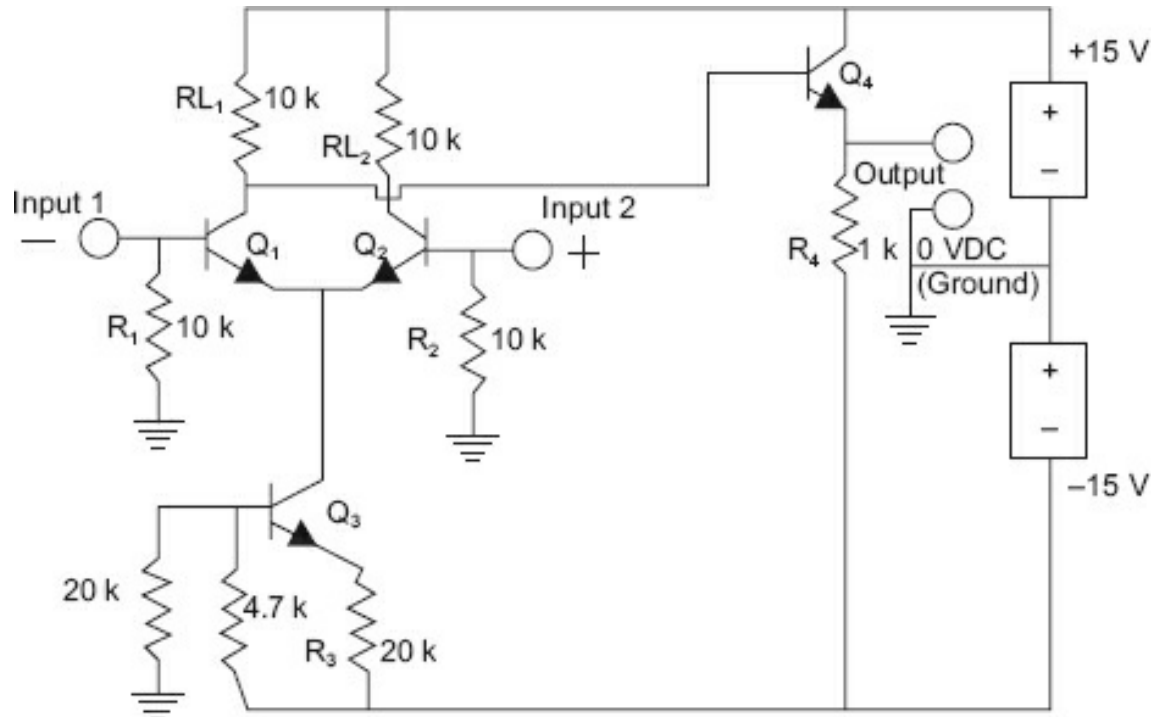 +15 V
RL₁ 10 k
Q₄
RL₂ 10 k
+
–
Output
Input 1
Input 2
–
+
Q₁
Q₂
R₄ 1 k
0 VDC
(Ground)
R₁ 10 k
R₂ 10 k
+
–
–15 V
Q₃
20 k
4.7 k
R₃ 20 k